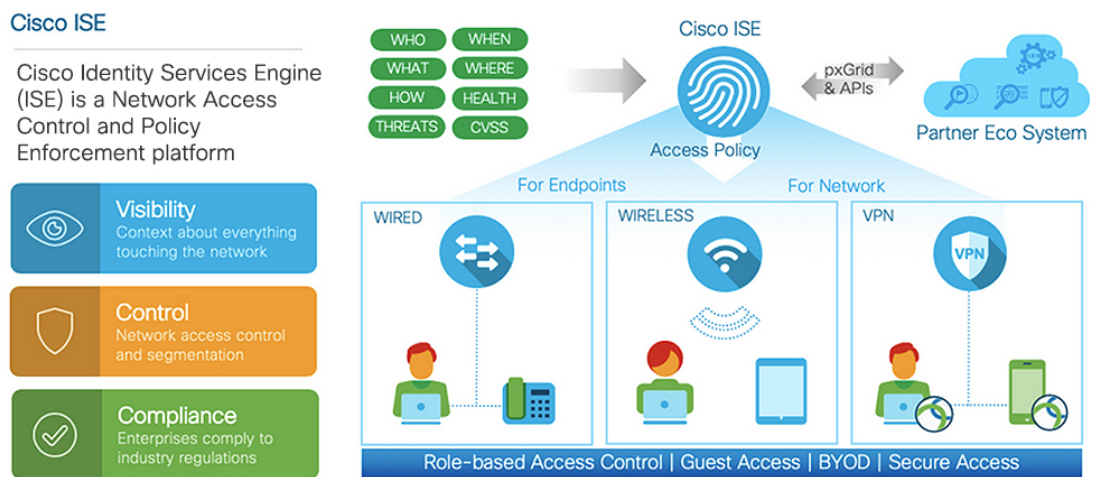 Cisco ISE
Cisco Identity Services Engine
(ISE) is a Network Access
Control and Policy
Enforcement platform
Visibility
Context about everything
touching the network
Control
Network access control
and segmentation
Compliance
Enterprises comply to
industry regulations
WHO
WHEN
WHAT
WHERE
HOW
HEALTH
THREATS
CVSS
Cisco ISE
Access Policy
pxGrid
& APIs
Partner Eco System
For Endpoints
For Network
WIRED
WIRELESS
VPN
VPN
Role-based Access Control | Guest Access | BYOD | Secure Access